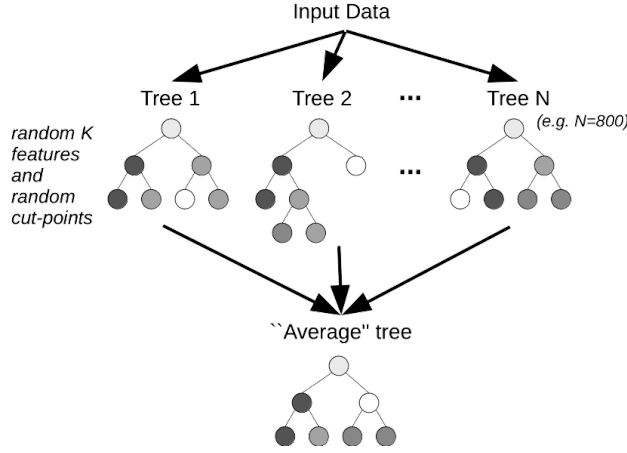 Input Data
Tree 1
Tree 2
...
Tree N
(e.g. N=800)
random K
features
and
random
cut-points
...
``Average'' tree